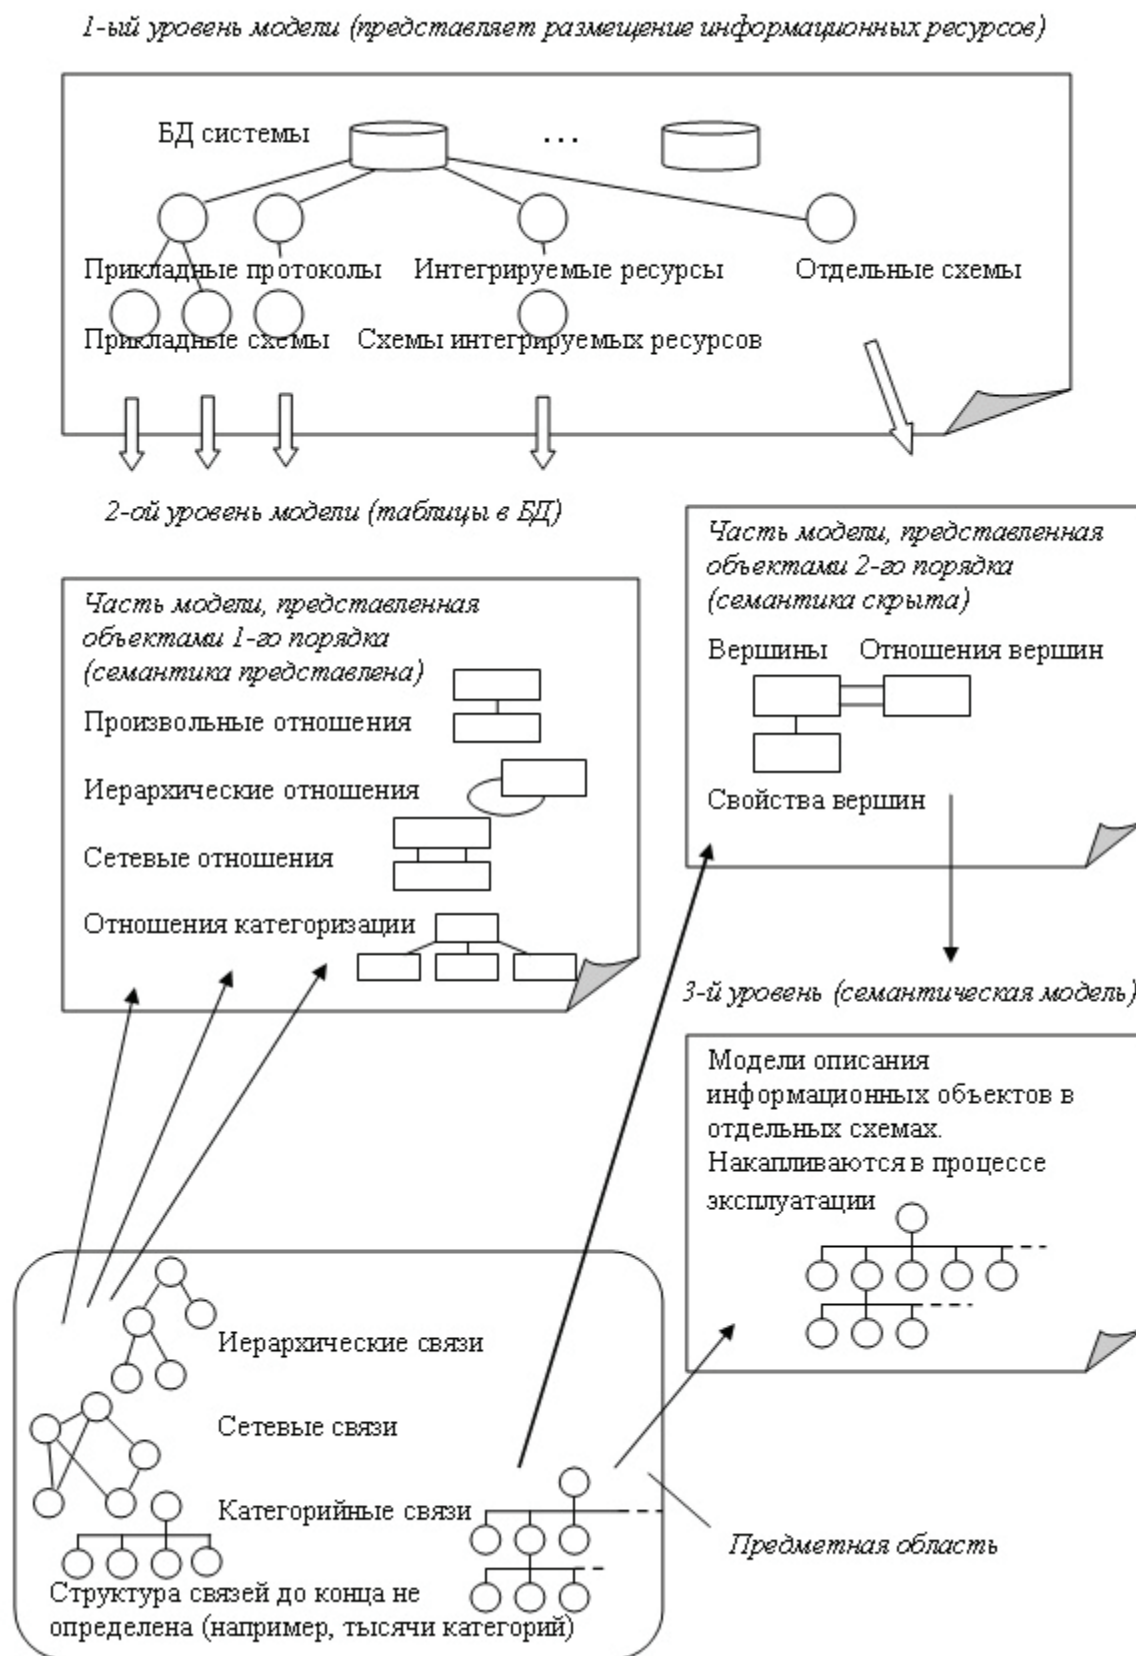 1-ый уровень модели (представляет размещение информационных ресурсов)
БД системы
...
Прикладные протоколы
Интегрируемые ресурсы
Отдельные схемы
Прикладные схемы
Схемы интегрируемых ресурсов
2-ой уровень модели (таблицы в БД)
Часть модели, представленная
объектами 1-го порядка
(семантика представлена)
Произвольные отношения
Иерархические отношения
Сетевые отношения
Отношения категоризации
Часть модели, представленная
объектами 2-го порядка
(семантика скрыта)
Вершины
Отношения вершин
Свойства вершин
3-й уровень (семантическая модель)
Модели описания
информационных объектов в
отдельных схемах.
Накапливаются в процессе
эксплуатации
Иерархические связи
Сетевые связи
Категорийные связи
Структура связей до конца не
определена (например, тысячи категорий)
Предметная область